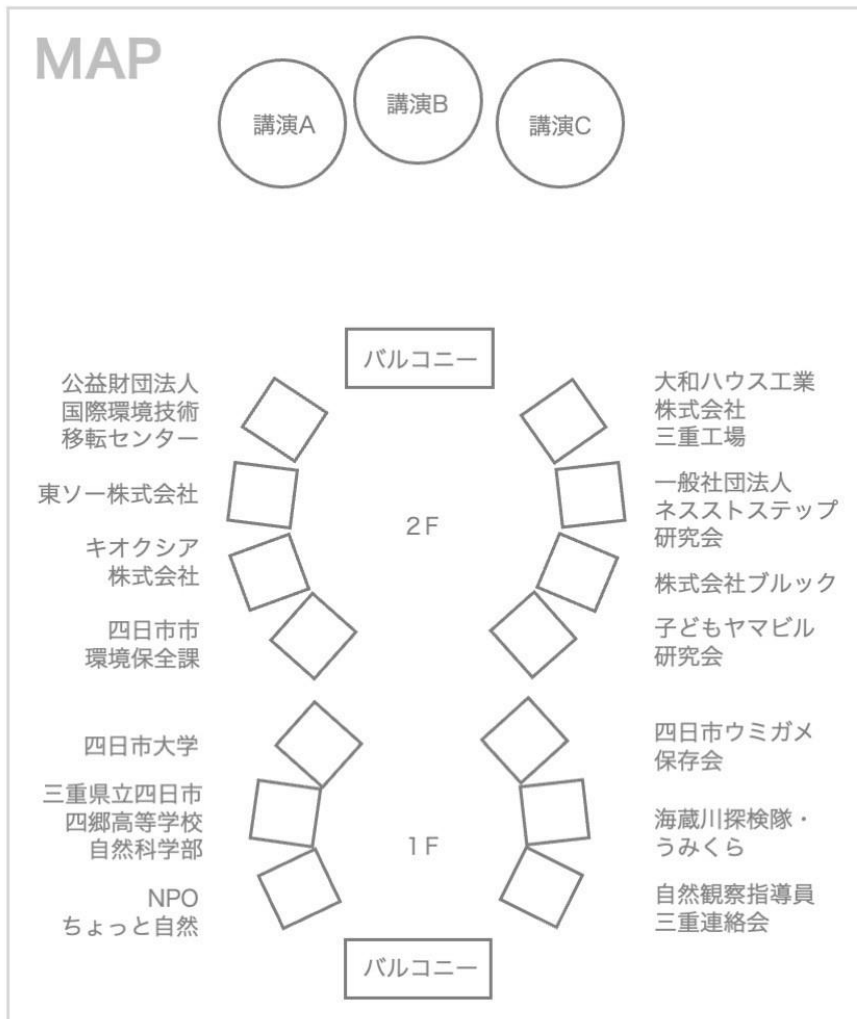 MAP
講演A
講演B
講演C
バルコニー
公益財団法人
国際環境技術
移転センター
東ソー株式会社
キオクシア
株式会社
四日市市
環境保全課
2F
大和ハウス工業
株式会社
三重工場
一般社団法人
ネスストステップ
研究会
株式会社ブルック
子どもヤマビル
研究会
四日市大学
三重県立四日市
四郷高等学校
自然科学部
NPO
ちょっと自然
1F
四日市ウミガメ
保存会
海蔵川探検隊・
うみくら
自然観察指導員
三重連絡会
バルコニー